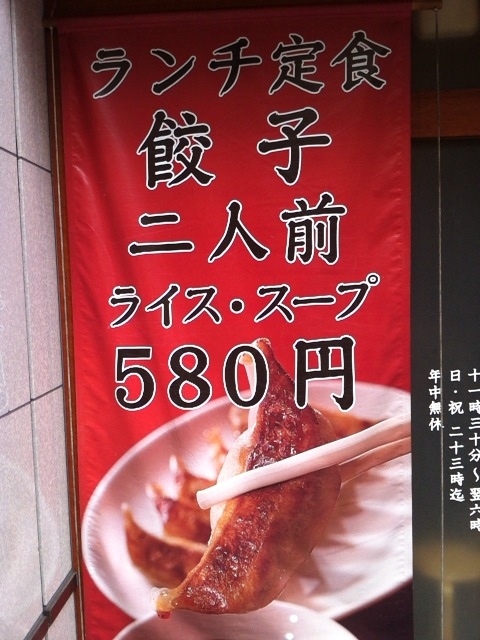 ランチ定食
餃子
二人前
ライス・スープ
580円
十一時三十分〜翌六時
日・祝 二十三時迄
年中無休